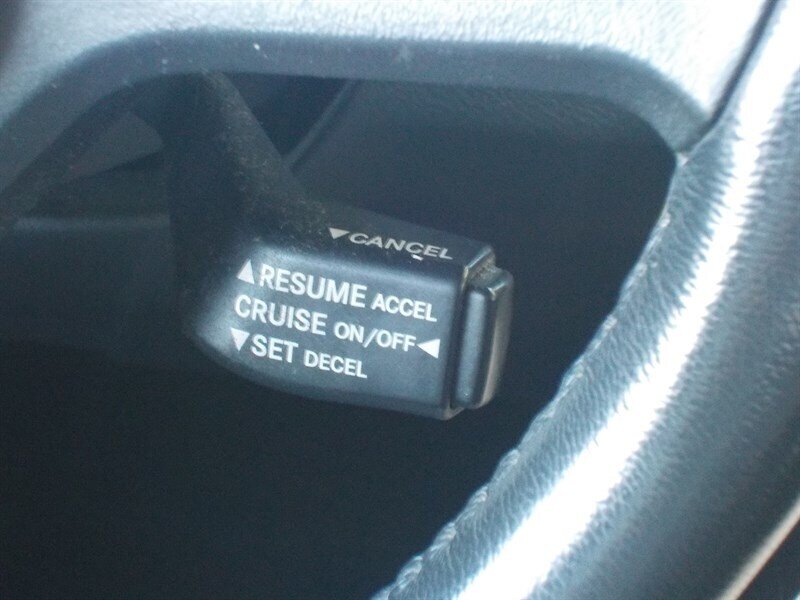 ▼CANCEL
▲RESUME ACCEL
CRUISE ON/OFF◀
▼SET DECEL